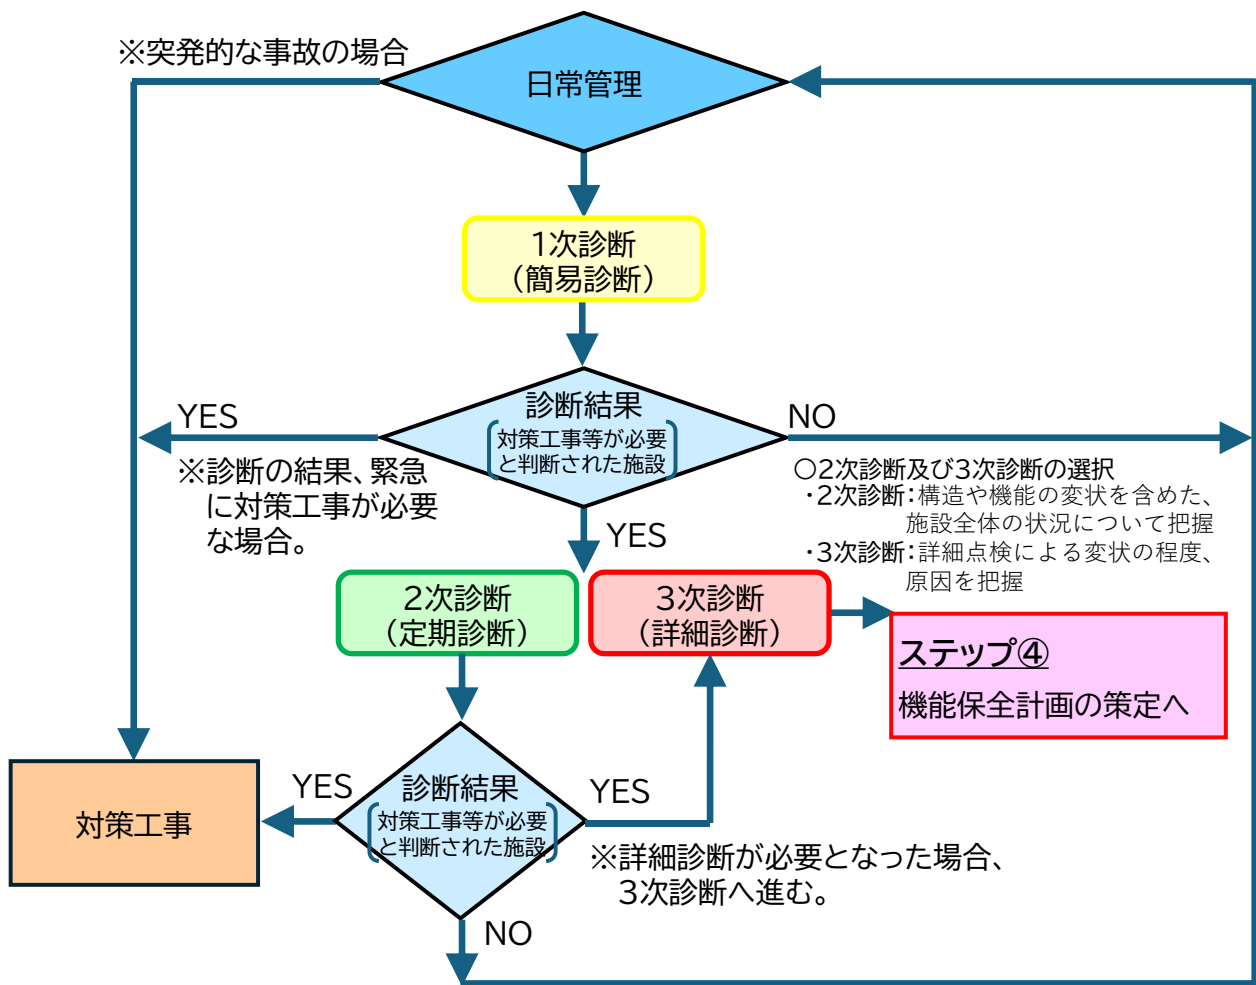 ※突発的な事故の場合
日常管理
1次診断
(簡易診断)
診断結果
対策工事等が必要
と判断された施設
YES
NO
※診断の結果、緊急
に対策工事が必要
な場合。
YES
○2次診断及び3次診断の選択
・2次診断:構造や機能の変状を含めた、
施設全体の状況について把握
・3次診断:詳細点検による変状の程度、
原因を把握
2次診断
(定期診断)
3次診断
(詳細診断)
ステップ④
機能保全計画の策定へ
対策工事
YES
診断結果
対策工事等が必要
と判断された施設
YES
※詳細診断が必要となった場合、
3次診断へ進む。
NO